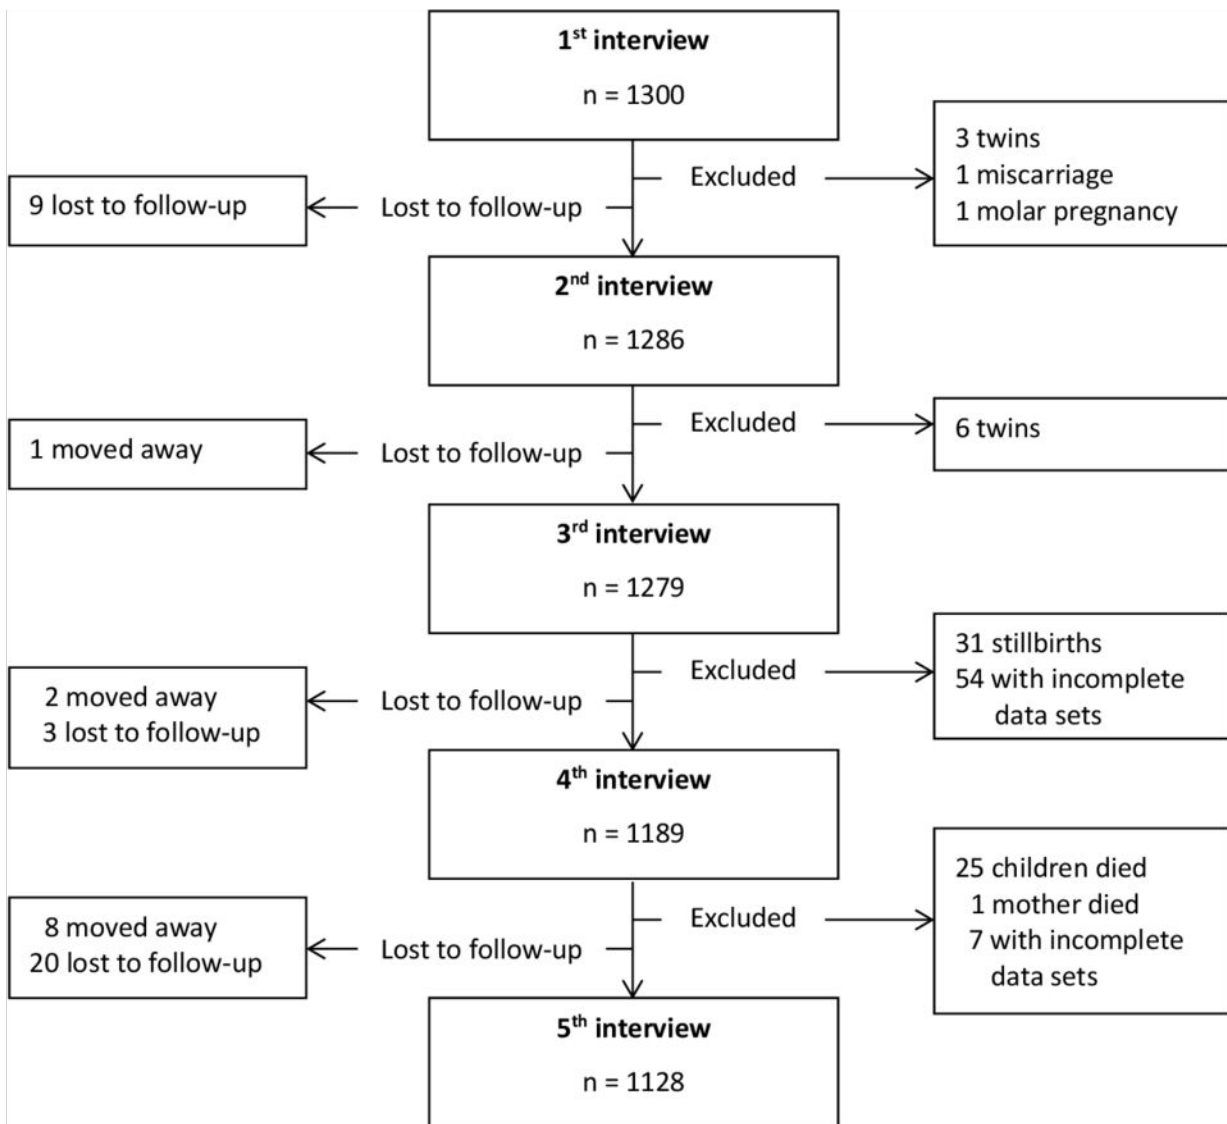 1st interview
n = 1300
Excluded
3 twins
1 miscarriage
1 molar pregnancy
9 lost to follow-up
Lost to follow-up
2nd interview
n = 1286
Excluded
6 twins
1 moved away
Lost to follow-up
3rd interview
n = 1279
Excluded
31 stillbirths
54 with incomplete
data sets
2 moved away
3 lost to follow-up
Lost to follow-up
4th interview
n = 1189
Excluded
25 children died
1 mother died
7 with incomplete
data sets
8 moved away
20 lost to follow-up
Lost to follow-up
5th interview
n = 1128